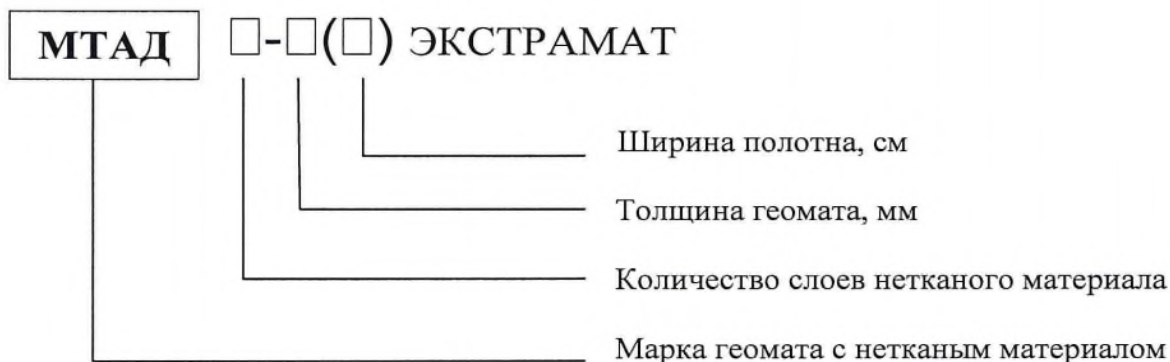 МТАД □-□(□) ЭКСТРАМАТ
Ширина полотна, см
Толщина геомата, мм
Количество слоев нетканого материала
Марка геомата с нетканым материалом